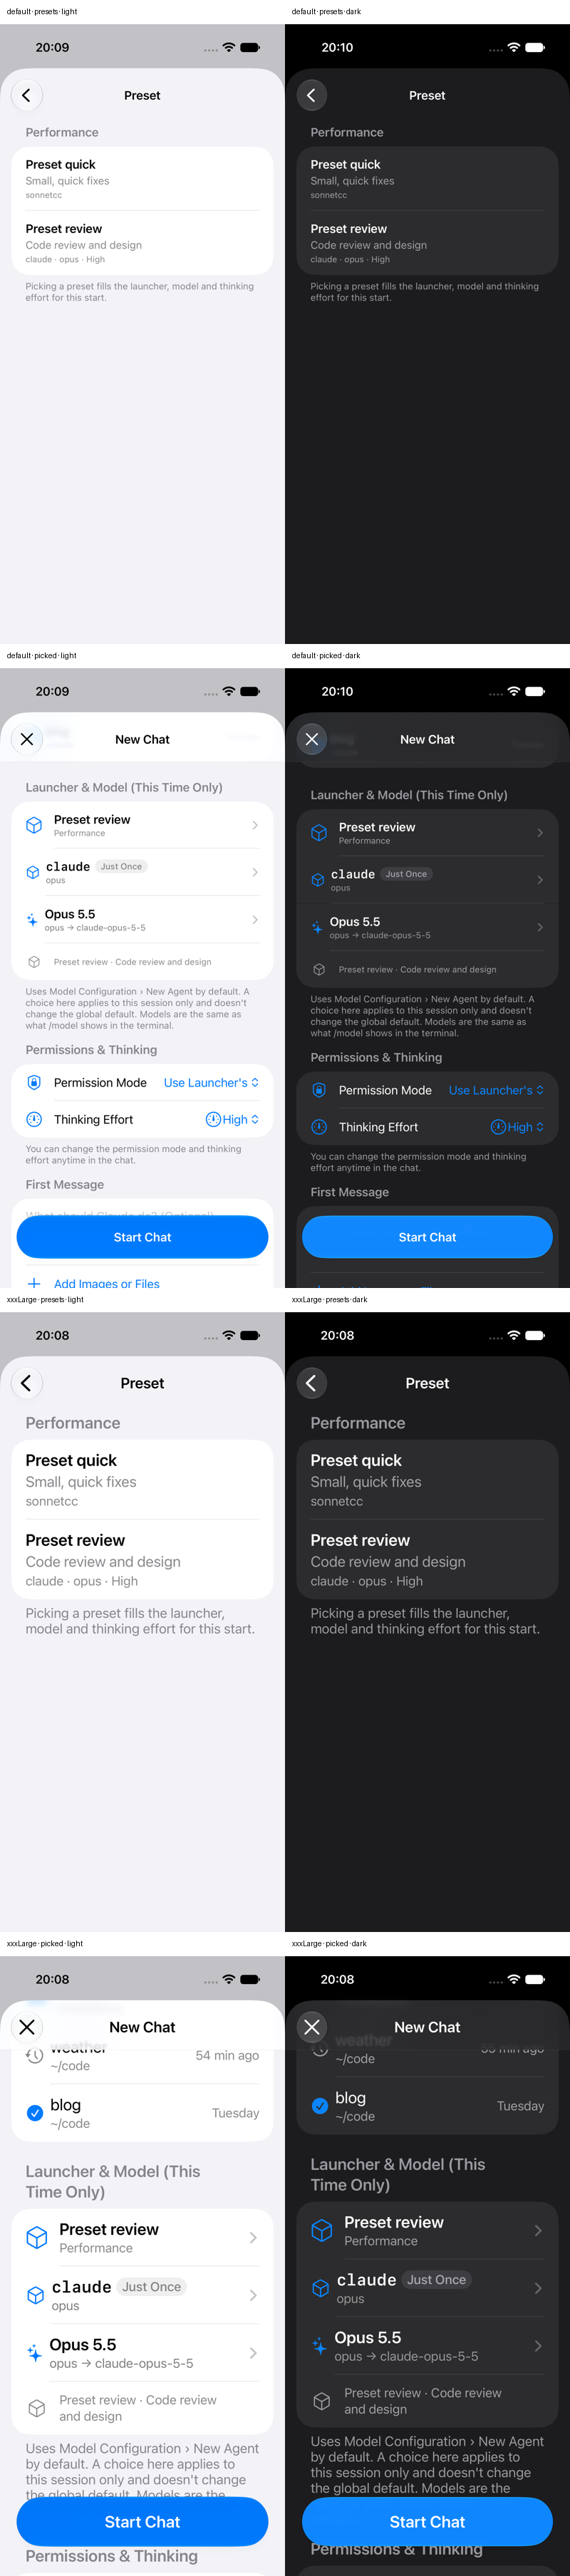 default·presets·light
20:09
Preset
Performance
Preset quick
Small, quick fixes
sonnetcc
Preset review
Code review and design
claude · opus · High
Picking a preset fills the launcher, model and thinking
effort for this start.
default·presets·dark
20:10
Preset
Performance
Preset quick
Small, quick fixes
sonnetcc
Preset review
Code review and design
claude · opus · High
Picking a preset fills the launcher, model and thinking
effort for this start.
default·picked·light
20:09
New Chat
Launcher & Model (This Time Only)
Preset review
Performance
claude Just Once
opus
Opus 5.5
opus → claude-opus-5-5
Preset review · Code review and design
Uses Model Configuration › New Agent by default. A
choice here applies to this session only and doesn't
change the global default. Models are the same as
what /model shows in the terminal.
Permissions & Thinking
Permission Mode Use Launcher's
Thinking Effort High
You can change the permission mode and thinking
effort anytime in the chat.
First Message
What should Claude do? (Optional)
Start Chat
Add Images or Files
default·picked·dark
20:10
blog
New Chat
Launcher & Model (This Time Only)
Preset review
Performance
claude Just Once
opus
Opus 5.5
opus → claude-opus-5-5
Preset review · Code review and design
Uses Model Configuration › New Agent by default. A
choice here applies to this session only and doesn't
change the global default. Models are the same as
what /model shows in the terminal.
Permissions & Thinking
Permission Mode Use Launcher's
Thinking Effort High
You can change the permission mode and thinking
effort anytime in the chat.
First Message
Start Chat
xxxLarge·presets·light
20:08
Preset
Performance
Preset quick
Small, quick fixes
sonnetcc
Preset review
Code review and design
claude · opus · High
Picking a preset fills the launcher,
model and thinking effort for this start.
xxxLarge·presets·dark
20:08
Preset
Performance
Preset quick
Small, quick fixes
sonnetcc
Preset review
Code review and design
claude · opus · High
Picking a preset fills the launcher,
model and thinking effort for this start.
xxxLarge·picked·light
20:08
New Chat
weather
~/code 54 min ago
blog
~/code Tuesday
Launcher & Model (This
Time Only)
Preset review
Performance
claude Just Once
opus
Opus 5.5
opus → claude-opus-5-5
Preset review · Code review
and design
Uses Model Configuration › New Agent
by default. A choice here applies to
this session only and doesn't change
the global default. Models are the
Start Chat
Permissions & Thinking
xxxLarge·picked·dark
20:08
New Chat
weather
~/code
blog
~/code Tuesday
Launcher & Model (This
Time Only)
Preset review
Performance
claude Just Once
opus
Opus 5.5
opus → claude-opus-5-5
Preset review · Code review
and design
Uses Model Configuration › New Agent
by default. A choice here applies to
this session only and doesn't change
the global default. Models are the
Start Chat
Permissions & Thinking